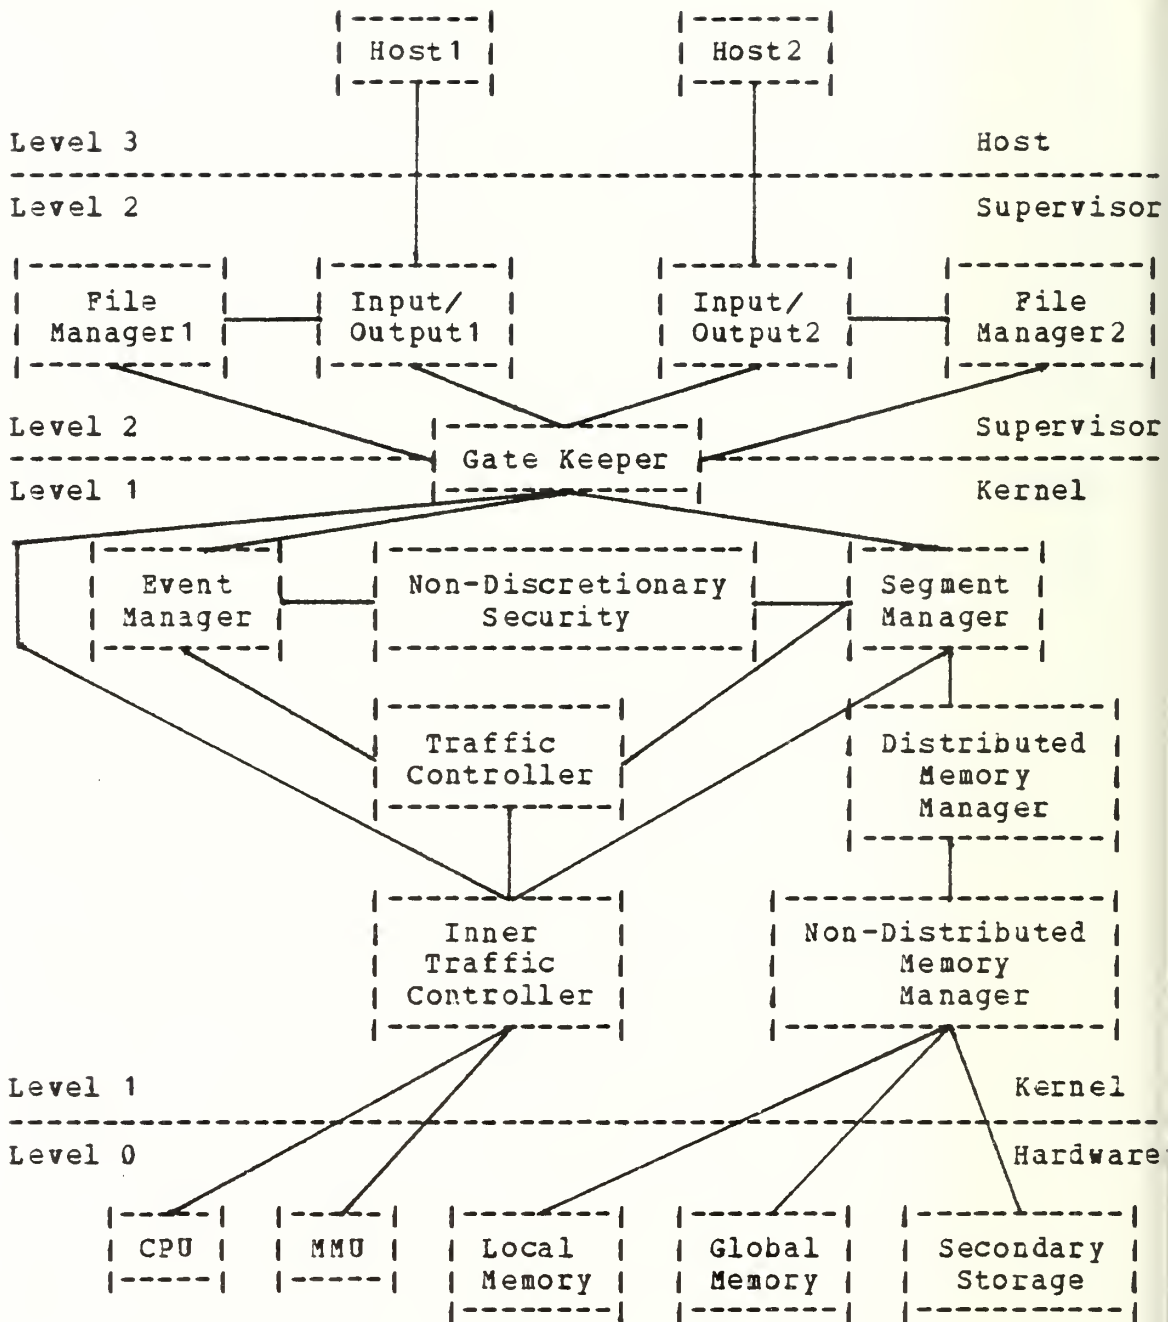 Host1 Host2
Level 3 Host
Level 2 Supervisor
File Manager1
Input/ Output1
Input/ Output2
File Manager2
Level 2 Supervisor
Gate Keeper
Level 1 Kernel
Event Manager
Non-Discretionary Security
Segment Manager
Traffic Controller
Distributed Memory Manager
Inner Traffic Controller
Non-Distributed Memory Manager
Level 1 Kernel
Level 0 Hardware
CPU
MMU
Local Memory
Global Memory
Secondary Storage